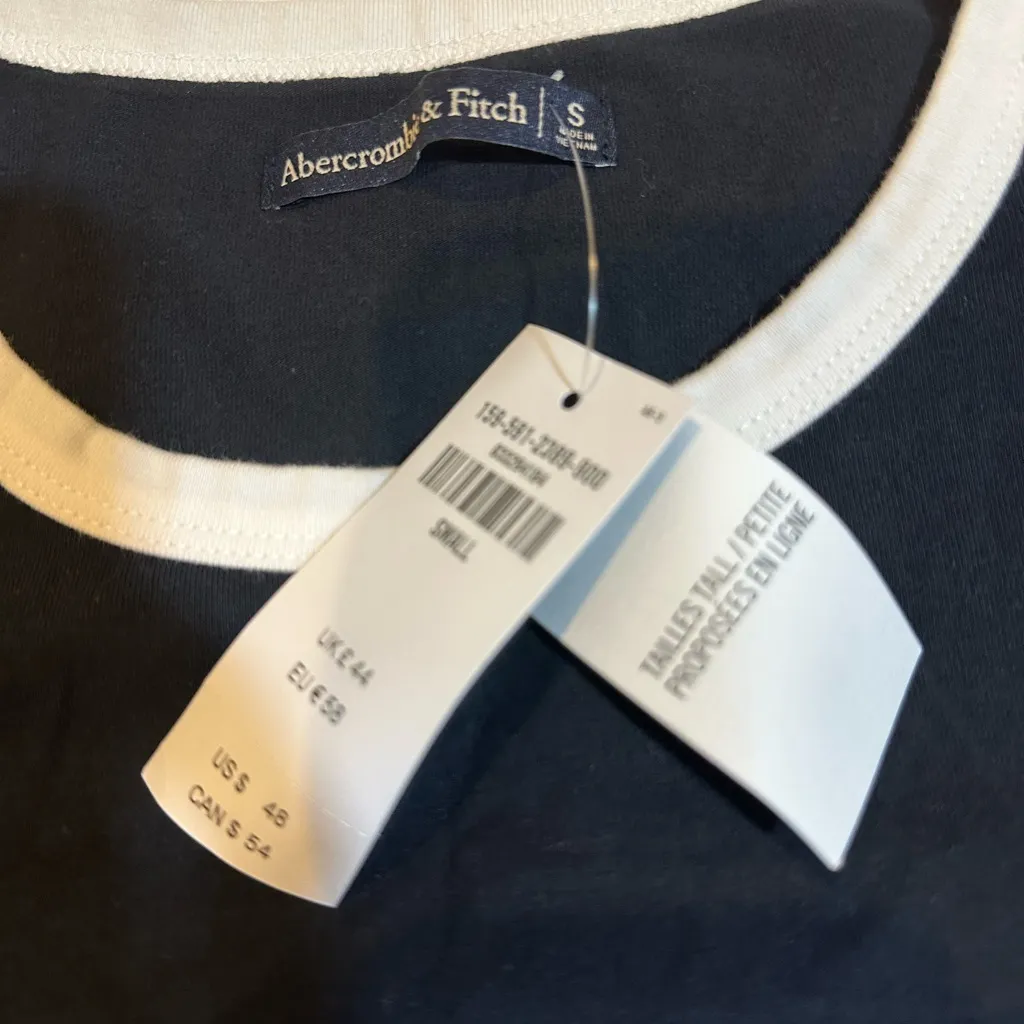 Abercrombie & Fitch
S
MADE IN
VIETNAM
SMALL
UK £ 44
EU € 58
US $ 48
CAN $ 54
TAILLES TALL / PETITE
PROPOSÉES EN LIGNE